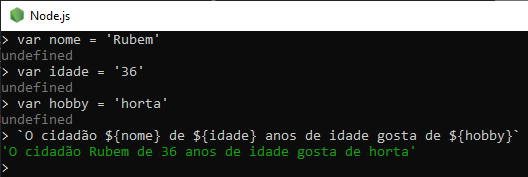 Node.js
> var nome = 'Rubem'
undefined
> var idade = '36'
undefined
> var hobby = 'horta'
undefined
> `O cidadão ${nome} de ${idade} anos de idade gosta de ${hobby}`
'O cidadão Rubem de 36 anos de idade gosta de horta'
>